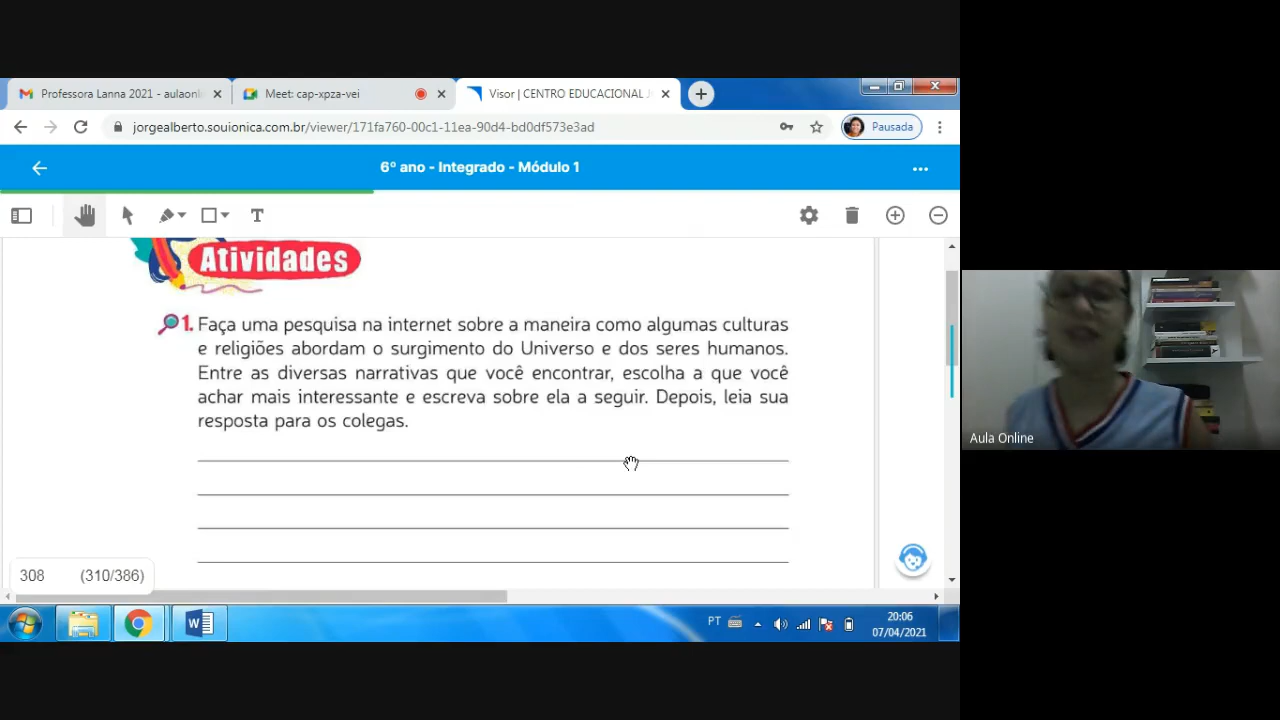 Professora Lanna 2021 - aulaonl
Meet: cap-xpza-vei
Visor | CENTRO EDUCACIONAL J
jorgealberto.souionica.com.br/viewer/171fa760-00c1-11ea-90d4-bd0df573e3ad
Pausada
6º ano - Integrado - Módulo 1
T
Atividades
1. Faça uma pesquisa na internet sobre a maneira como algumas culturas
e religiões abordam o surgimento do Universo e dos seres humanos.
Entre as diversas narrativas que você encontrar, escolha a que você
achar mais interessante e escreva sobre ela a seguir. Depois, leia sua
resposta para os colegas.
Aula Online
308 (310/386)
W
PT
20:06
07/04/2021